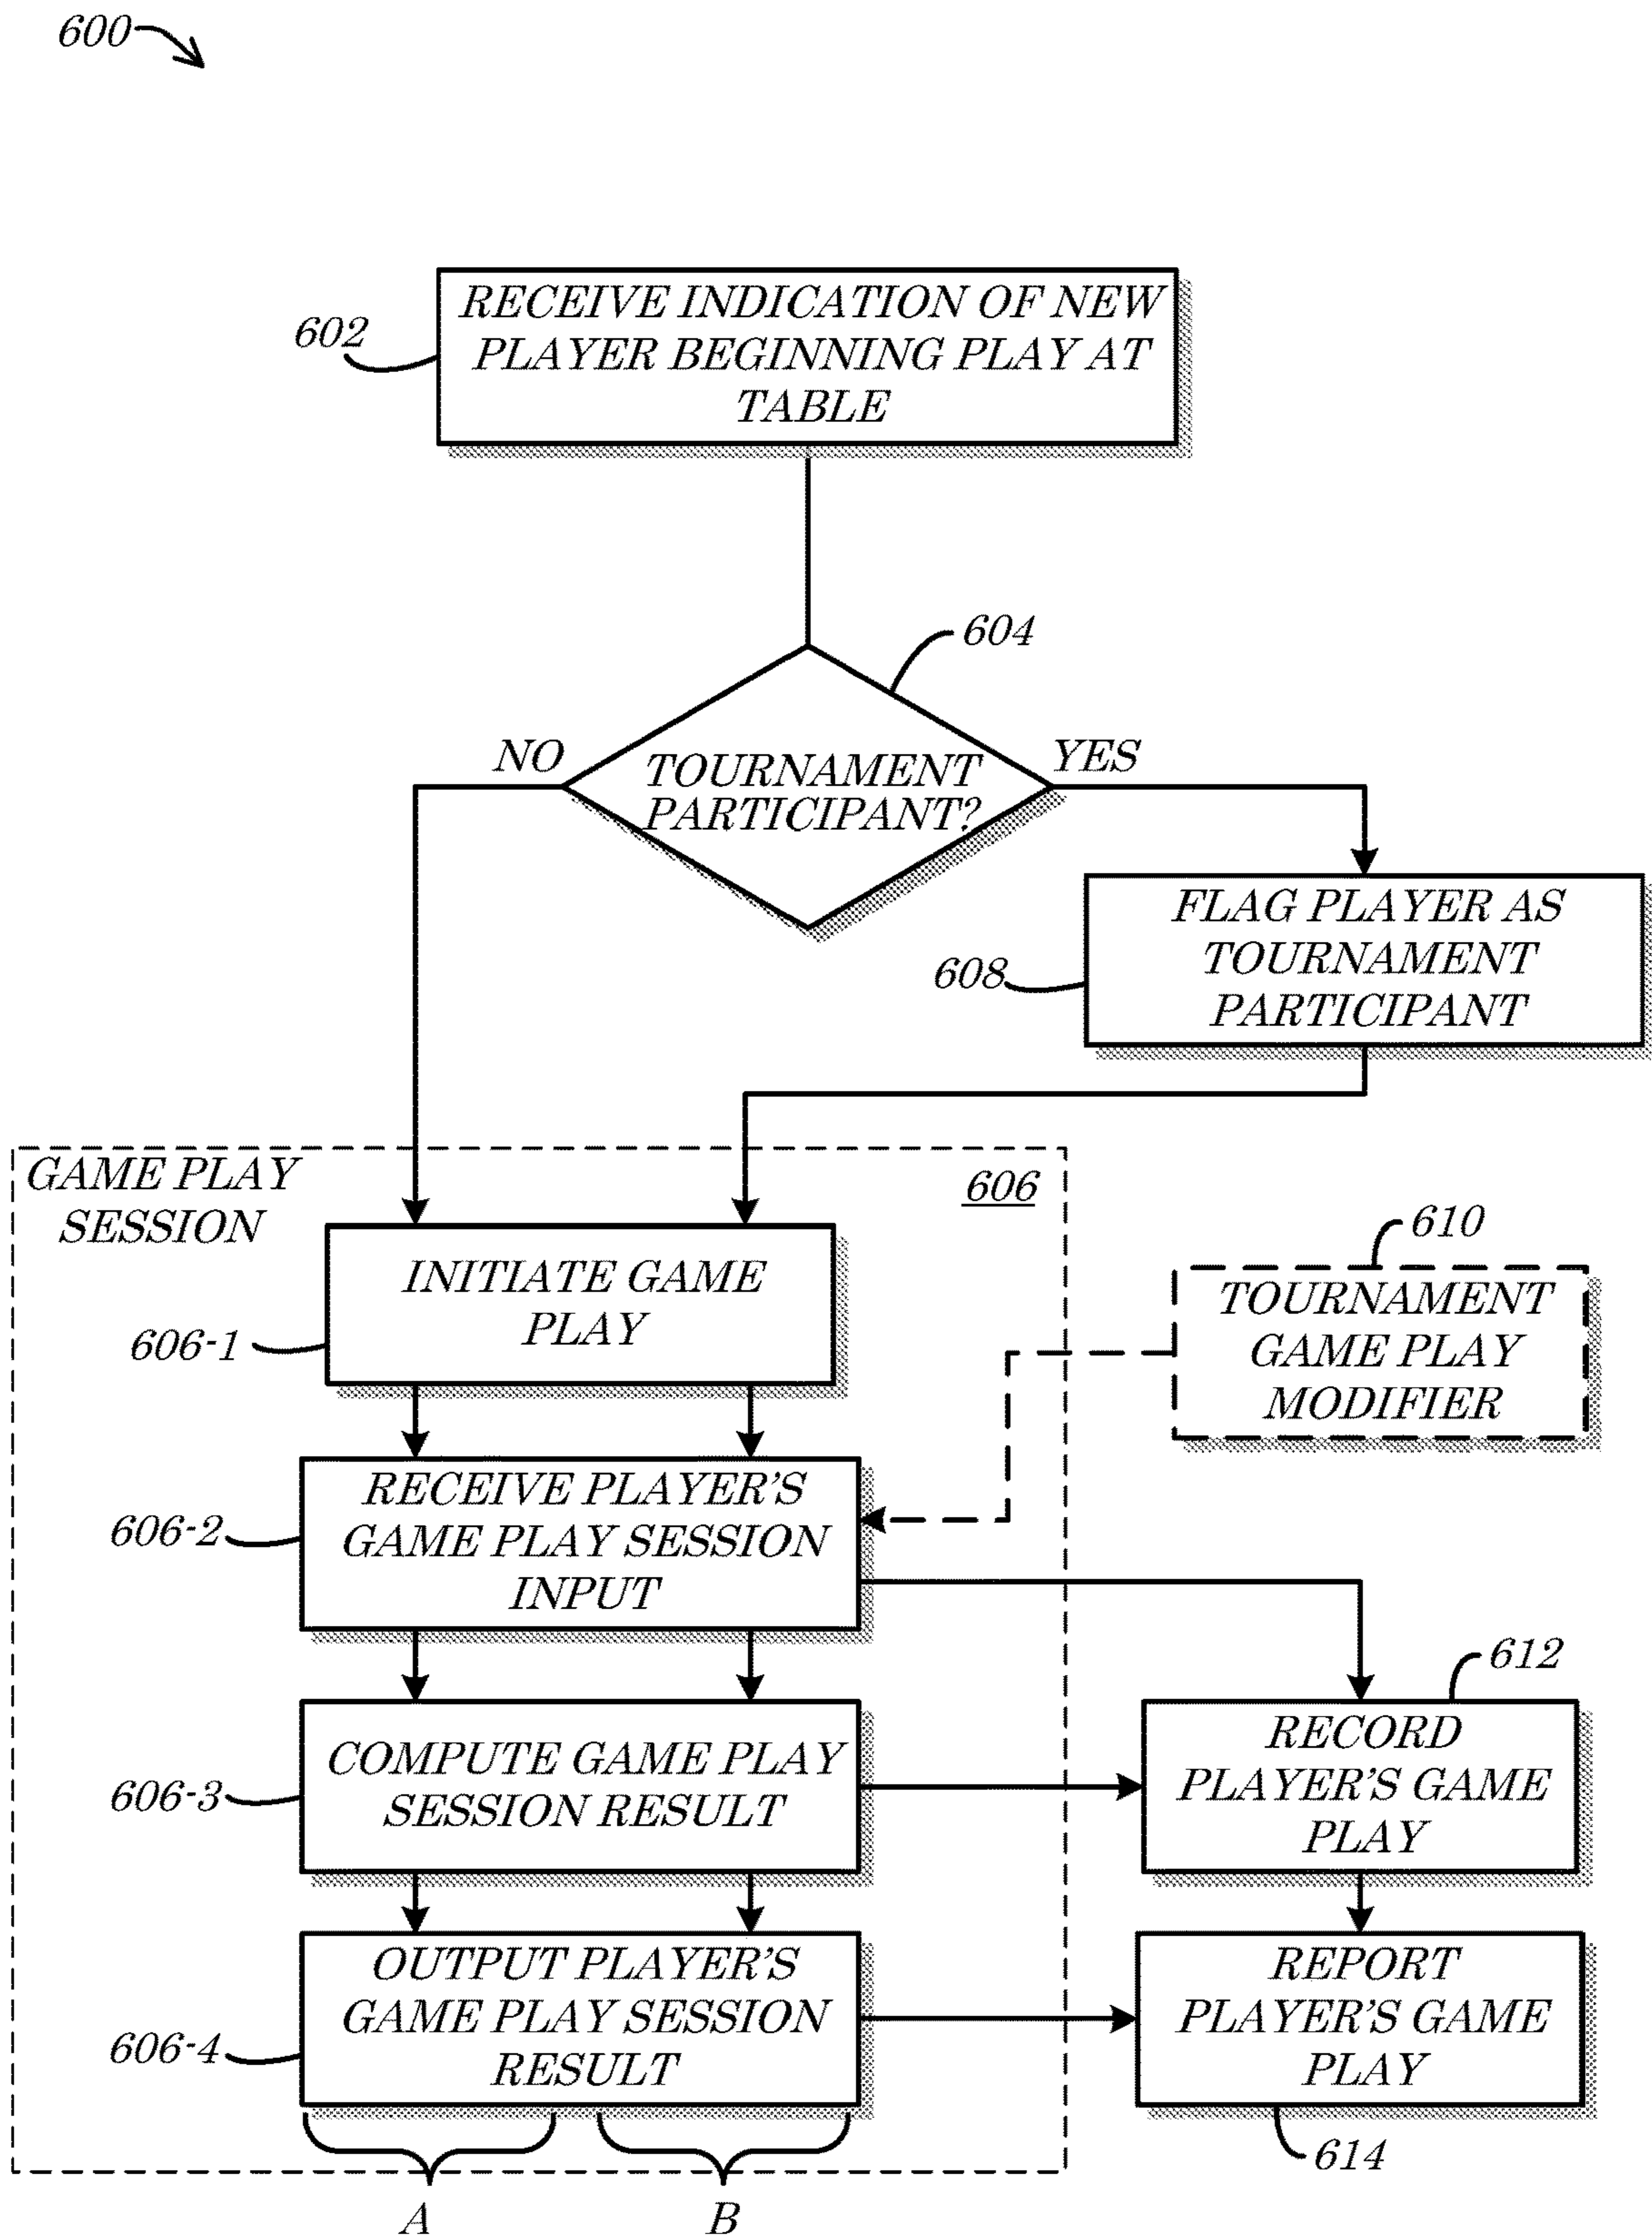 600
RECEIVE INDICATION OF NEW
PLAYER BEGINNING PLAY AT
TABLE
602
604
NO
YES
TOURNAMENT
PARTICIPANT?
FLAG PLAYER AS
TOURNAMENT
PARTICIPANT
608
GAME PLAY
SESSION
606
INITIATE GAME
PLAY
606-1
610
TOURNAMENT
GAME PLAY
MODIFIER
RECEIVE PLAYER'S
GAME PLAY SESSION
INPUT
606-2
612
COMPUTE GAME PLAY
SESSION RESULT
606-3
RECORD
PLAYER'S GAME
PLAY
OUTPUT PLAYER'S
GAME PLAY SESSION
RESULT
606-4
REPORT
PLAYER'S GAME
PLAY
614
A
B